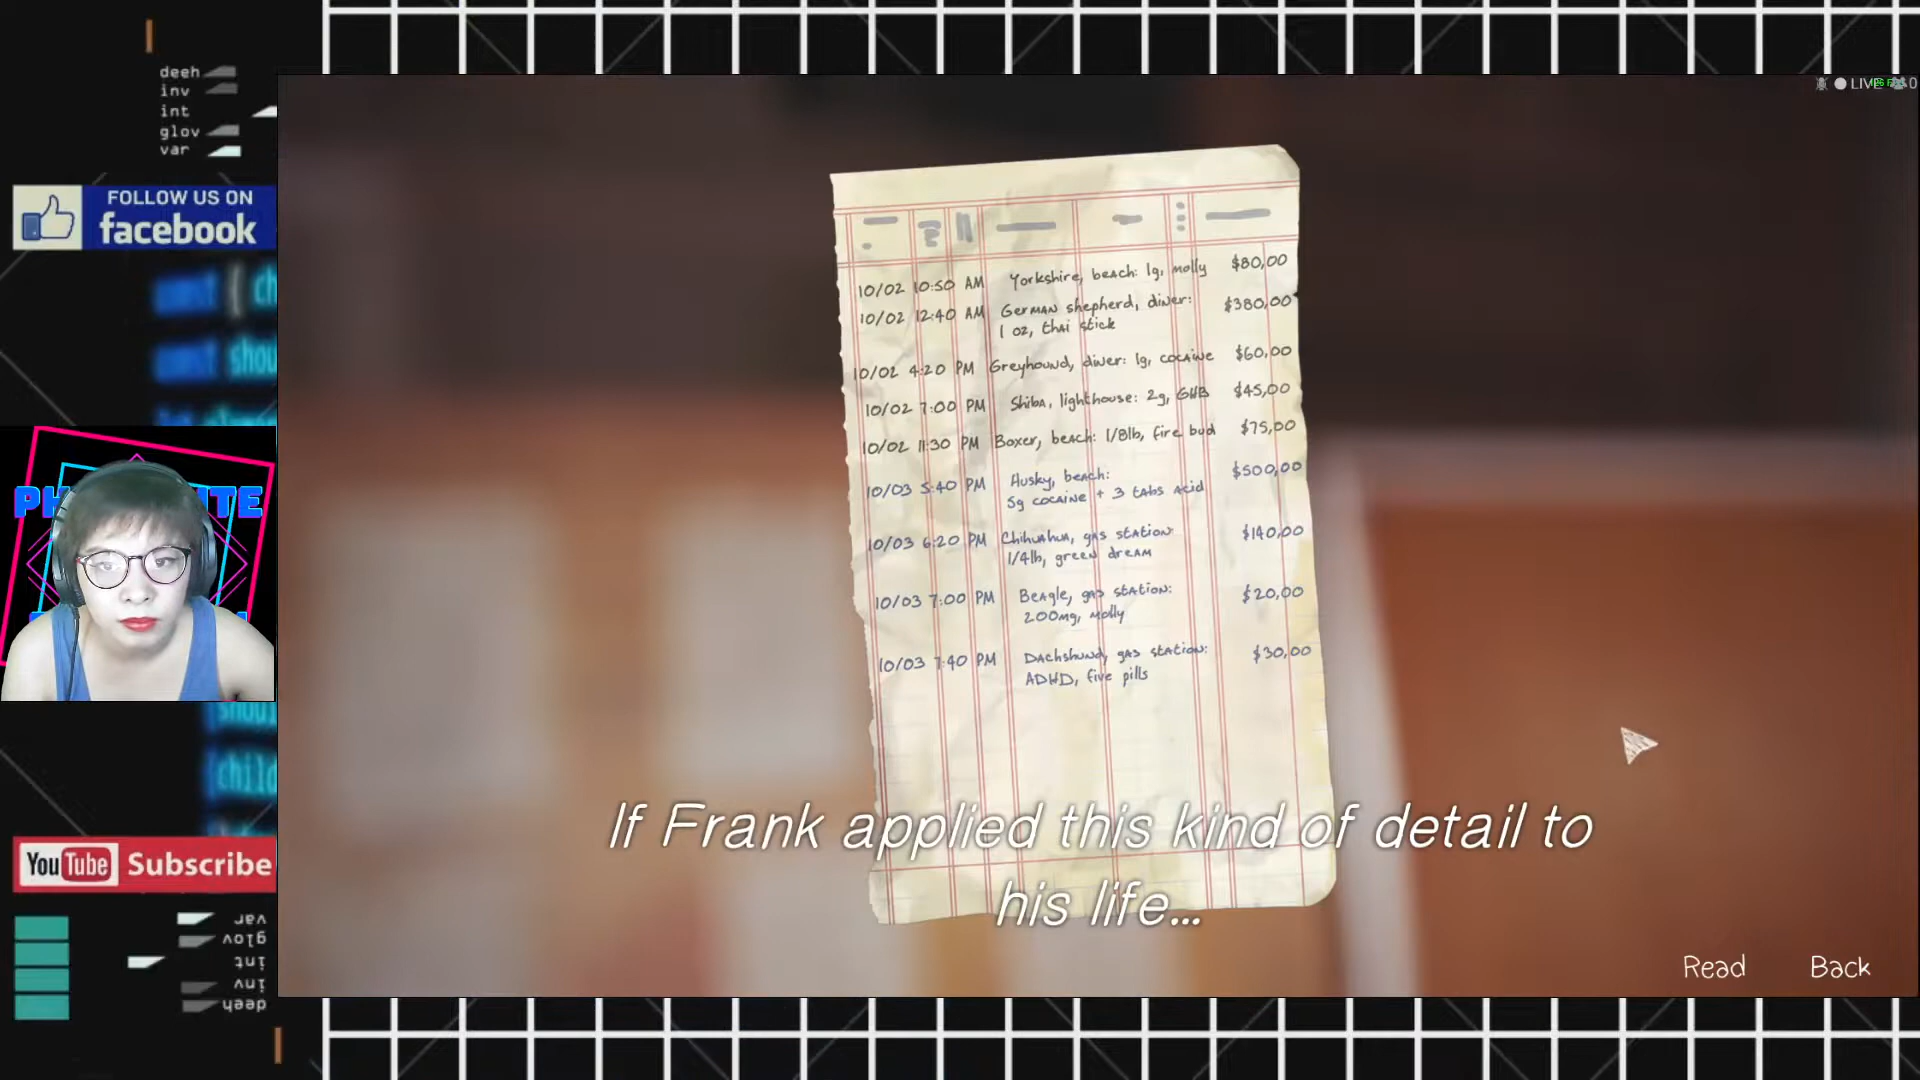 deeh
inv
int
glov
var
FOLLOW US ON
facebook
LIVE
0
10/02 10:50 AM Yorkshire, beach: 1g, molly $80,00
10/02 12:40 AM German shepherd, diner: $380,00
1 oz, thai stick
10/02 4:20 PM Greyhound, diner: 1g, cocaine $60,00
10/02 7:00 PM Shiba, lighthouse: 2g, GHB $45,00
10/02 11:30 PM Boxer, beach: 1/8lb, fire bud $75,00
10/03 5:40 PM Husky, beach: $500,00
5g cocaine + 3 tabs acid
10/03 6:20 PM Chihuahua, gas station: $140,00
1/4lb, green dream
10/03 7:00 PM Beagle, gas station: $20,00
200mg, molly
10/03 7:40 PM Dachshund, gas station: $30,00
ADHD, five pills
If Frank applied this kind of detail to
his life...
Read Back
YouTube Subscribe
var
glov
int
inv
deeh